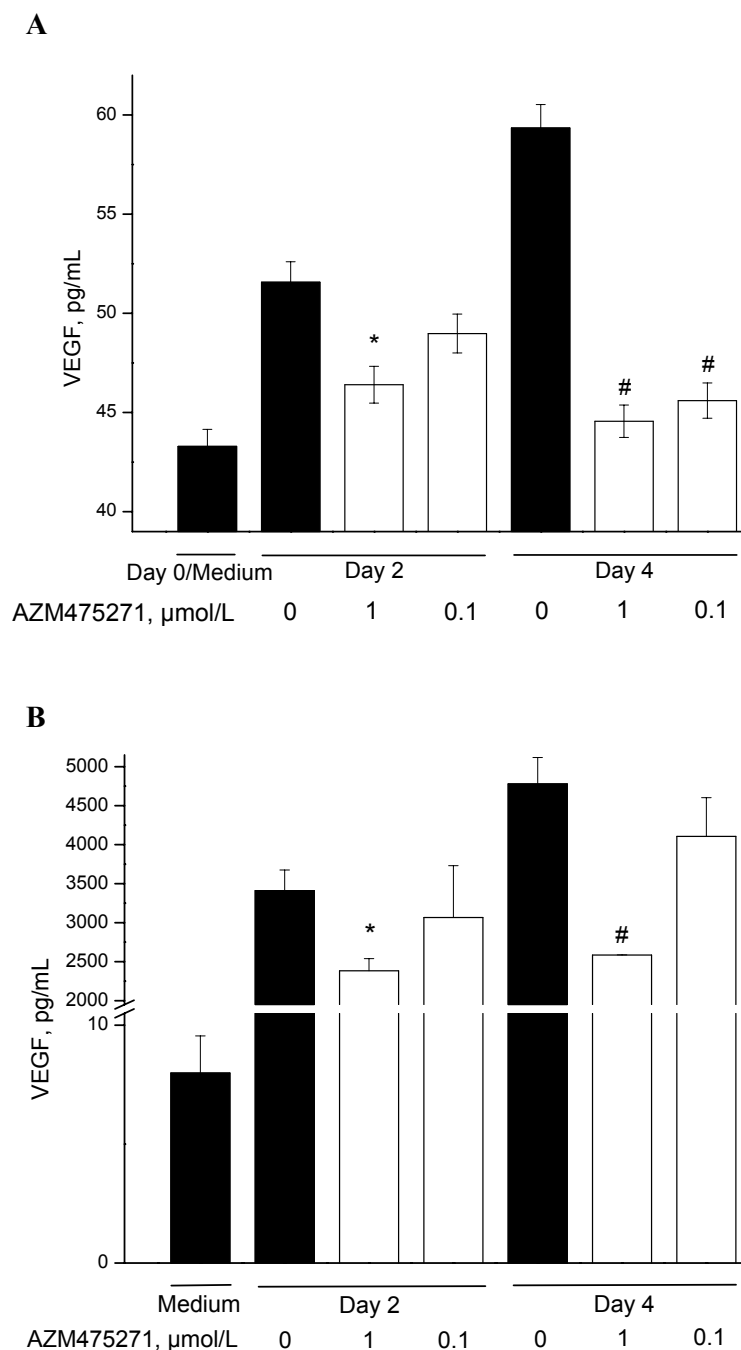 A
60
55
50
45
40
VEGF, pg/mL
*
#
#
Day 0/Medium Day 2 Day 4
AZM475271, µmol/L 0 1 0.1 0 1 0.1
B
5000
4500
4000
3500
3000
2500
2000
10
0
VEGF, pg/mL
*
#
Medium Day 2 Day 4
AZM475271, µmol/L 0 1 0.1 0 1 0.1